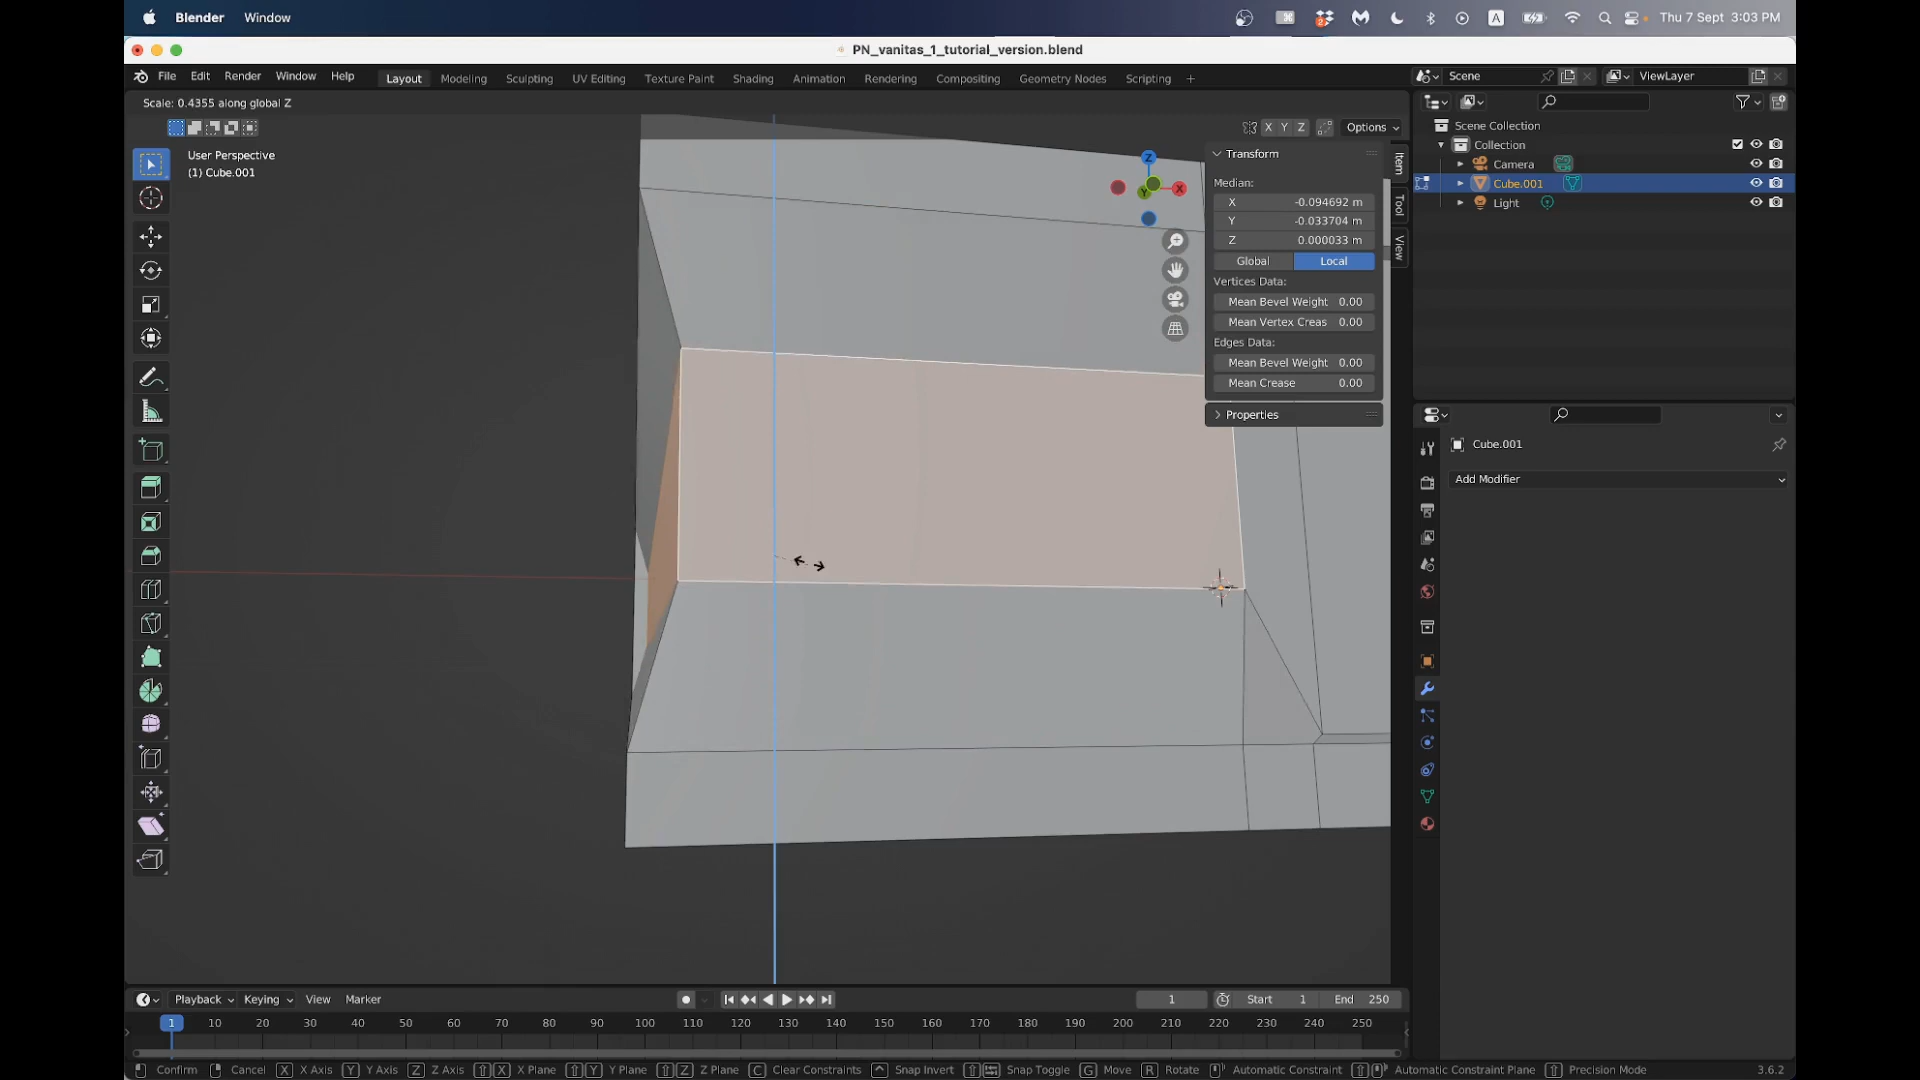 Blender Window
A
Thu 7 Sept 3:03 PM
PN_vanitas_1_tutorial_version.blend
File Edit Render Window Help
Layout Modeling Sculpting UV Editing Texture Paint Shading Animation Rendering Compositing Geometry Nodes Scripting +
Scene
ViewLayer
Scale: 0.4355 along global Z
X Y Z Options
User Perspective
(1) Cube.001
Z
X
Y
Transform
Median:
X -0.094692 m
Y -0.033704 m
Z 0.000033 m
Global Local
Vertices Data:
Mean Bevel Weight 0.00
Mean Vertex Creas 0.00
Edges Data:
Mean Bevel Weight 0.00
Mean Crease 0.00
Properties
Item
Tool
View
Scene Collection
Collection
Camera
Cube.001
Light
Cube.001
Add Modifier
Playback Keying View Marker
1
Start 1 End 250
1 10 20 30 40 50 60 70 80 90 100 110 120 130 140 150 160 170 180 190 200 210 220 230 240 250
Confirm Cancel X X Axis Y Y Axis Z Z Axis X X Plane Y Y Plane Z Z Plane C Clear Constraints Snap Invert Snap Toggle G Move R Rotate Automatic Constraint Automatic Constraint Plane Precision Mode 3.6.2